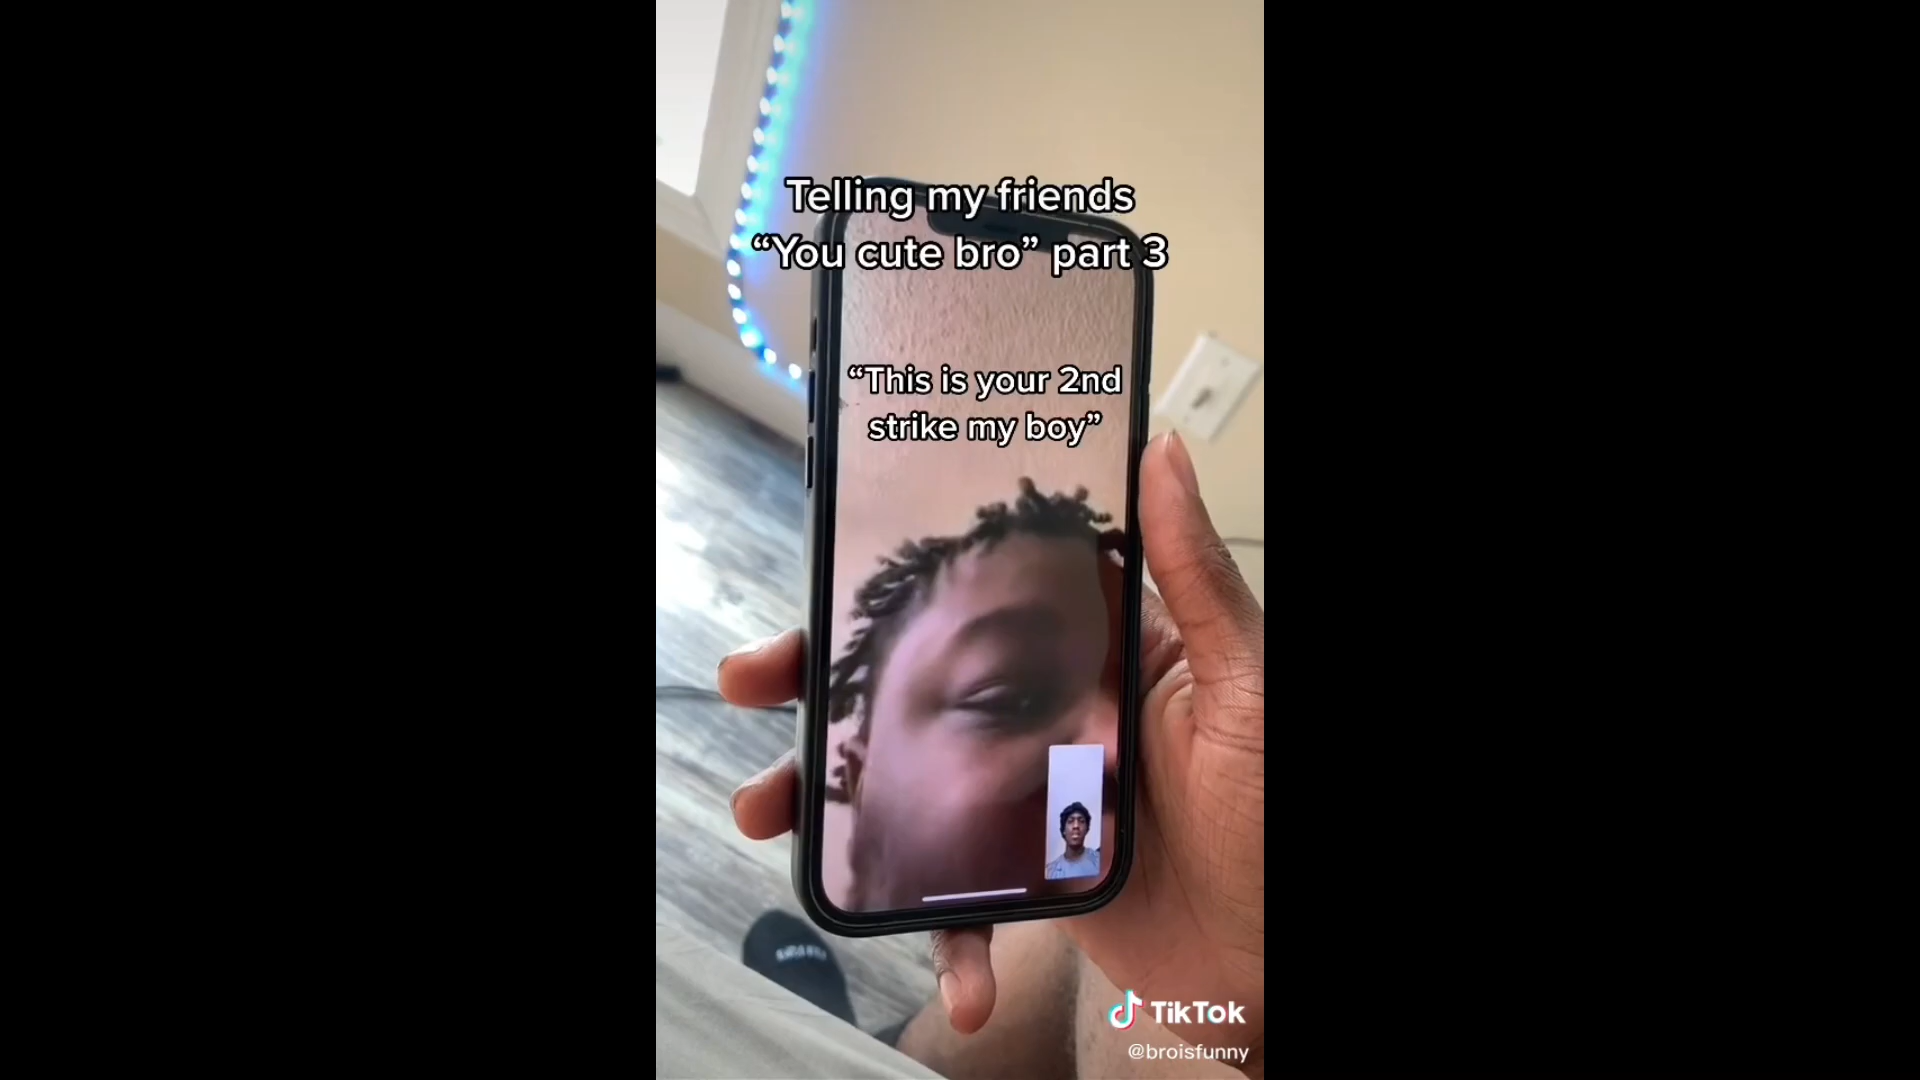 Telling my friends
“You cute bro” part 3
“This is your 2nd
strike my boy”
TikTok
@broisfunny